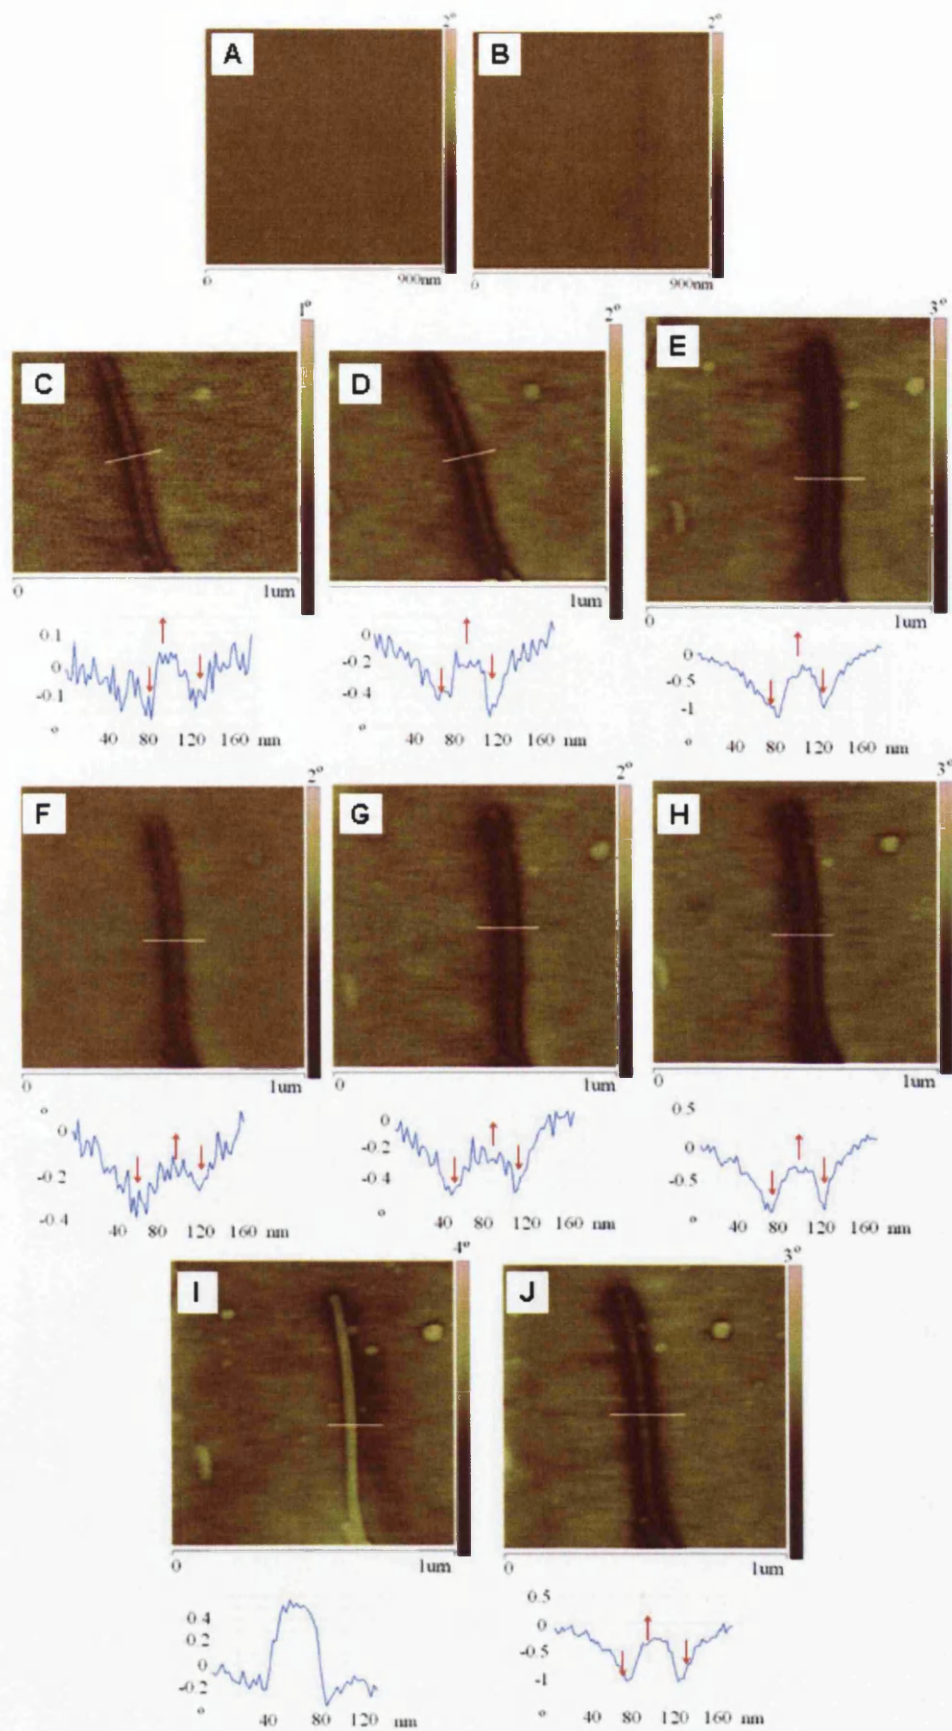 2° 2°
A B
0 900nm 0 900nm
1° 2° 3°
C D E
0 1um 1um 1um
0.1 0 0
0 -0.2 -0.5
-0.1 -0.4 -1
° 40 80 120 160 nm ° 40 80 120 160 nm ° 40 80 120 160 nm
2° 2° 3°
F G H
0 1um 0 1um 0 1um
° 0 0.5
0 -0.2 0
-0.2 -0.4 -0.5
-0.4 40 80 120 160 nm ° 40 80 120 160 nm ° 40 80 120 160 nm
4° 3°
I J
0 1um 0 1um
0.4 0.5
0.2 0
0 -0.5
-0.2 -1
° 40 80 120 nm ° 40 80 120 160 nm